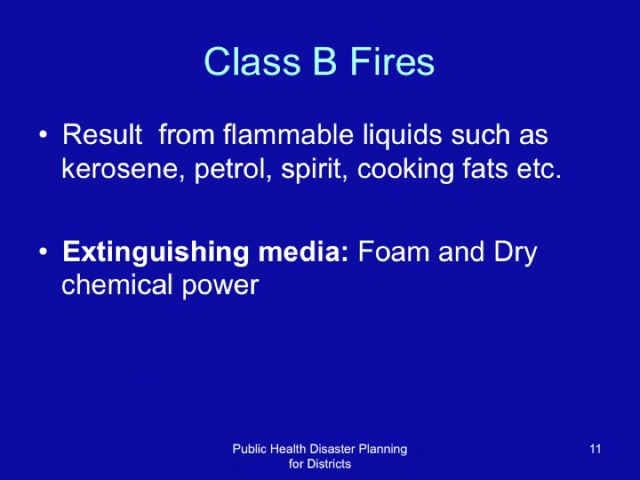 Class B Fires
• Result  from flammable liquids such as
kerosene, petrol, spirit, cooking fats etc.
• Extinguishing media: Foam and Dry
chemical power
Public Health Disaster Planning
for Districts
11